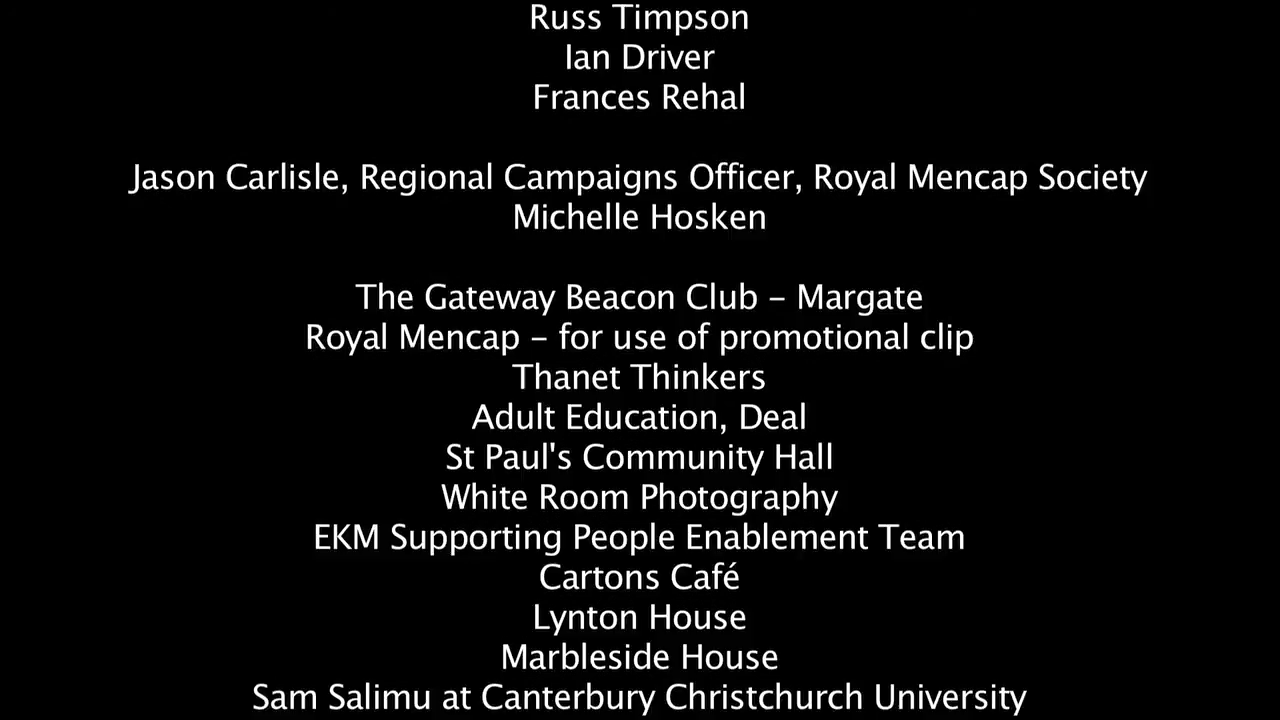 Russ Timpson
Ian Driver
Frances Rehal
Jason Carlisle, Regional Campaigns Officer, Royal Mencap Society
Michelle Hosken
The Gateway Beacon Club – Margate
Royal Mencap – for use of promotional clip
Thanet Thinkers
Adult Education, Deal
St Paul's Community Hall
White Room Photography
EKM Supporting People Enablement Team
Cartons Café
Lynton House
Marbleside House
Sam Salimu at Canterbury Christchurch University